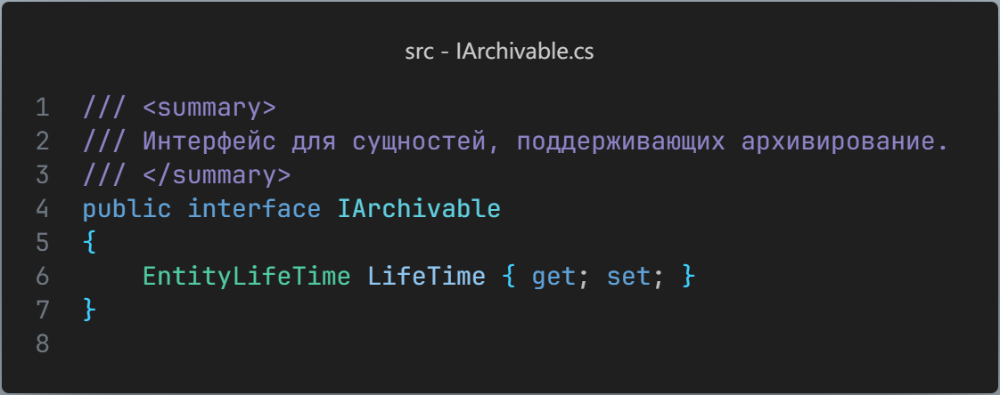 src - IArchivable.cs
1 /// <summary>
2 /// Интерфейс для сущностей, поддерживающих архивирование.
3 /// </summary>
4 public interface IArchivable
5 {
6     EntityLifeTime LifeTime { get; set; }
7 }
8